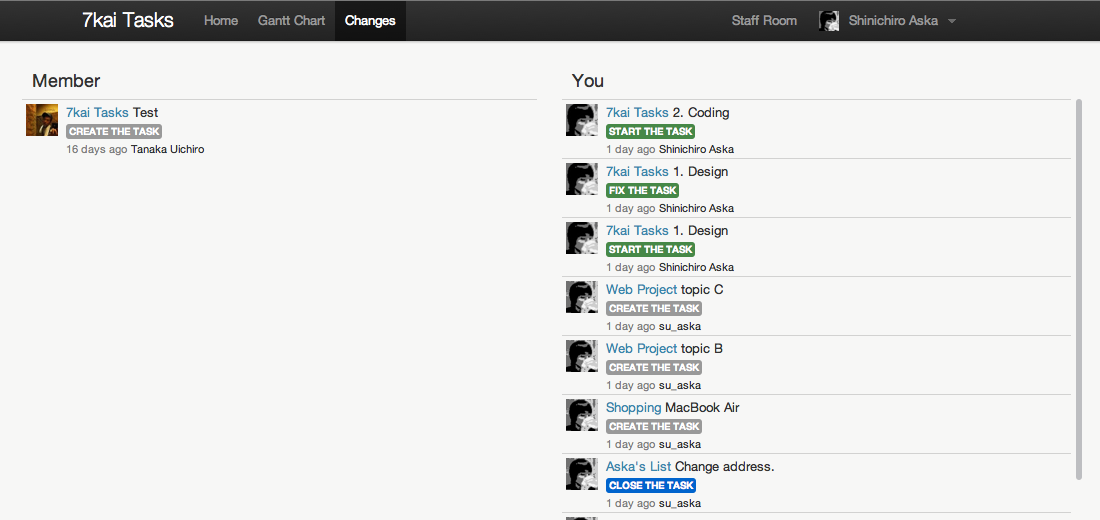 7kai Tasks Home Gantt Chart Changes Staff Room Shinichiro Aska
Member
7kai Tasks Test
CREATE THE TASK
16 days ago Tanaka Uichiro
You
7kai Tasks 2. Coding
START THE TASK
1 day ago Shinichiro Aska
7kai Tasks 1. Design
FIX THE TASK
1 day ago Shinichiro Aska
7kai Tasks 1. Design
START THE TASK
1 day ago Shinichiro Aska
Web Project topic C
CREATE THE TASK
1 day ago su_aska
Web Project topic B
CREATE THE TASK
1 day ago su_aska
Shopping MacBook Air
CREATE THE TASK
1 day ago su_aska
Aska's List Change address.
CLOSE THE TASK
1 day ago su_aska